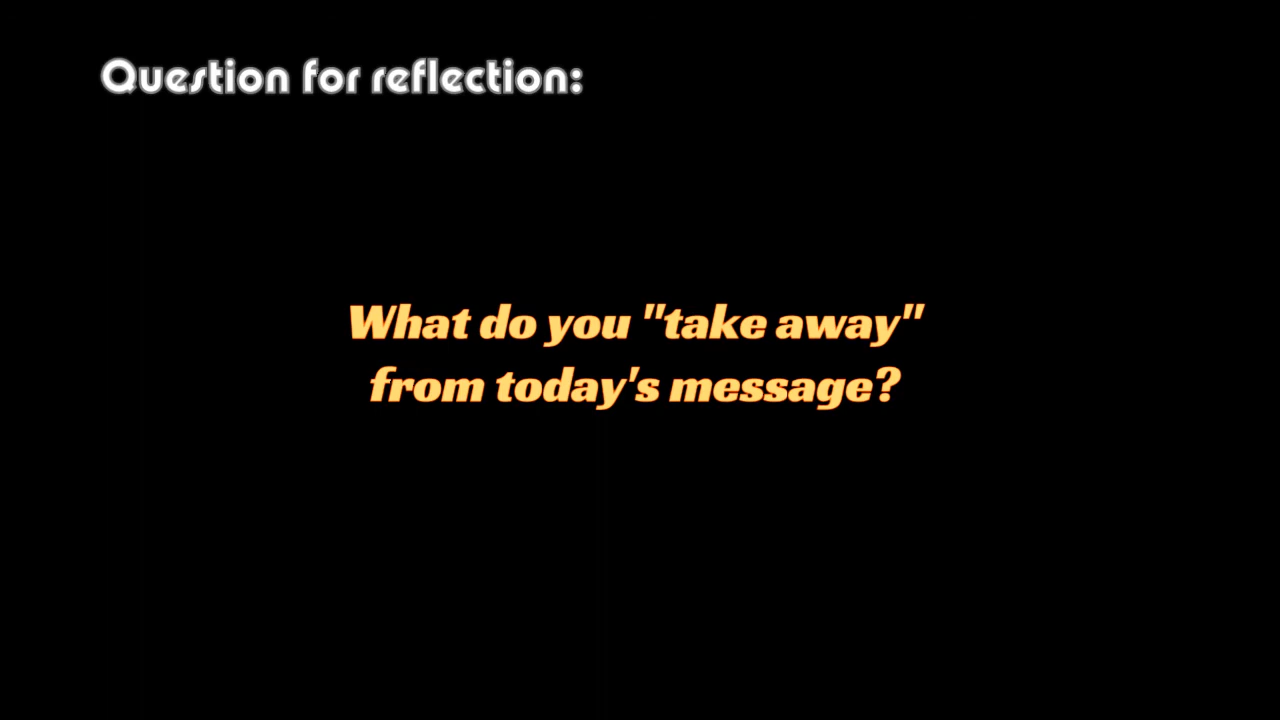 Question for reflection:
What do you "take away"
from today's message?